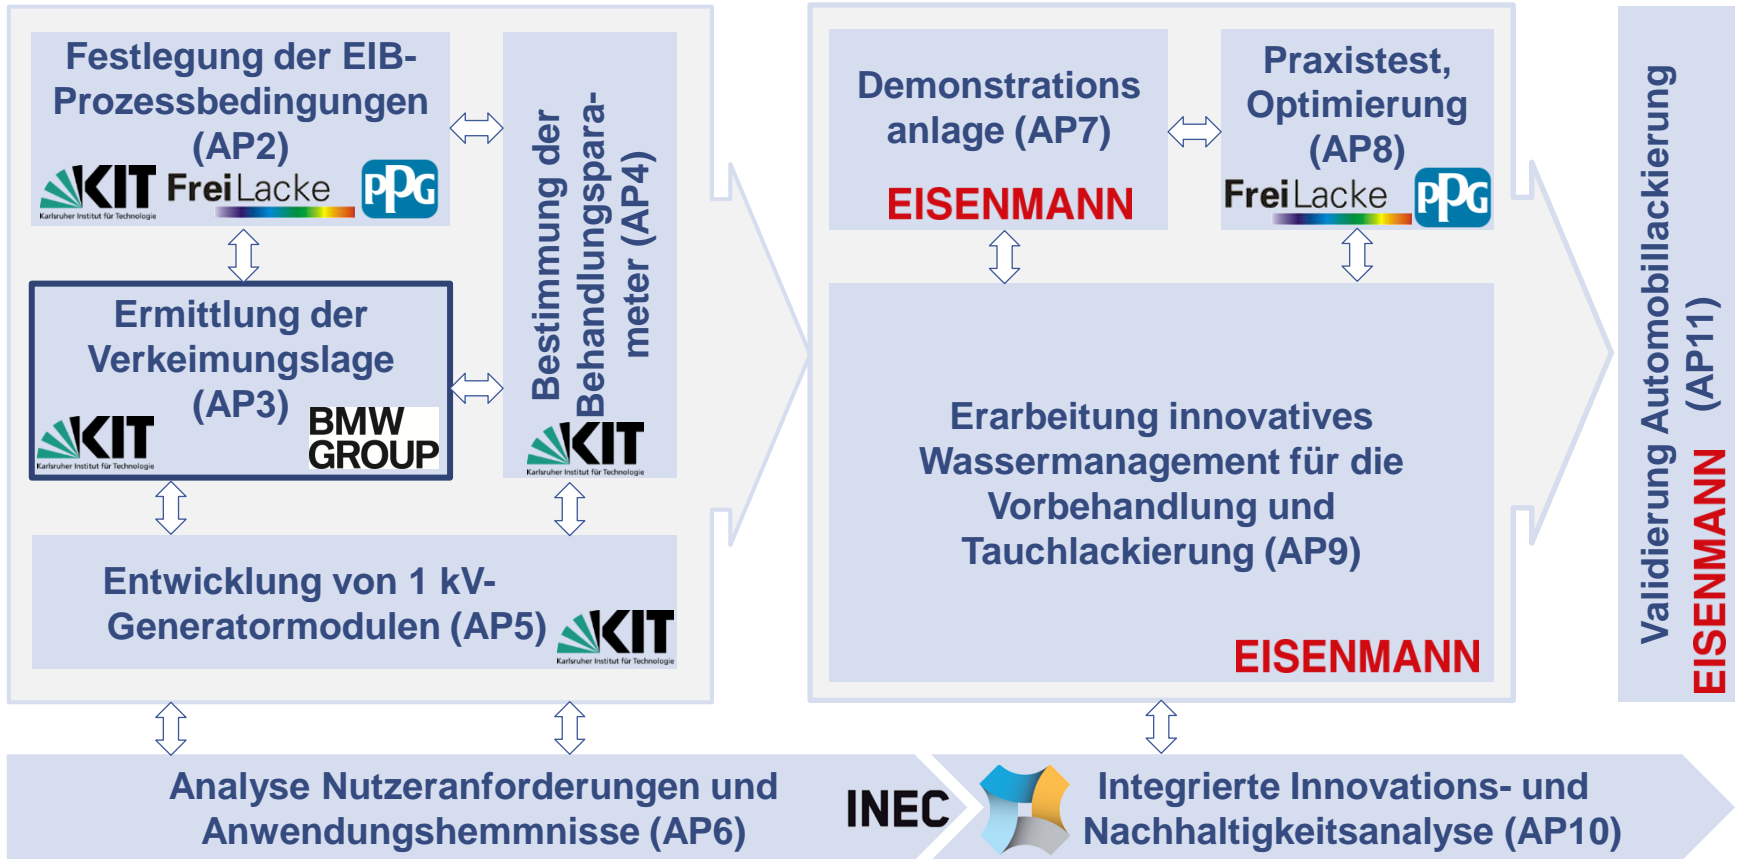 Festlegung der EIB-
Prozessbedingungen
(AP2)
KIT
Karlsruher Institut für Technologie
FreiLacke
PPG
Bestimmung der
Behandlungspara-
meter (AP4)
KIT
Karlsruher Institut für Technologie
Ermittlung der
Verkeimungslage
(AP3)
KIT
Karlsruher Institut für Technologie
BMW
GROUP
Entwicklung von 1 kV-
Generatormodulen (AP5)
KIT
Karlsruher Institut für Technologie
Demonstrations
anlage (AP7)
EISENMANN
Praxistest,
Optimierung
(AP8)
FreiLacke
PPG
Erarbeitung innovatives
Wassermanagement für die
Vorbehandlung und
Tauchlackierung (AP9)
EISENMANN
Validierung Automobillackierung
(AP11)
EISENMANN
Analyse Nutzeranforderungen und
Anwendungshemmnisse (AP6)
INEC
Integrierte Innovations- und
Nachhaltigkeitsanalyse (AP10)